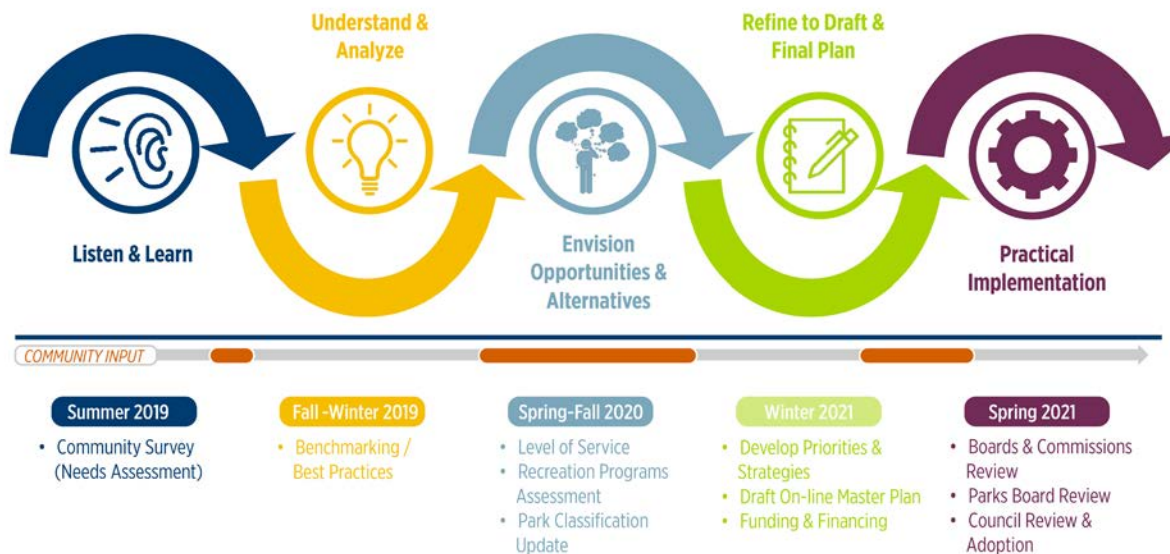 Understand &
Analyze
Refine to Draft &
Final Plan
Listen & Learn
Envision
Opportunities &
Alternatives
Practical
Implementation
COMMUNITY INPUT
Summer 2019
• Community Survey
(Needs Assessment)
Fall -Winter 2019
• Benchmarking /
Best Practices
Spring-Fall 2020
• Level of Service
• Recreation Programs
Assessment
• Park Classification
Update
Winter 2021
• Develop Priorities &
Strategies
• Draft On-line Master Plan
• Funding & Financing
Spring 2021
• Boards & Commissions
Review
• Parks Board Review
• Council Review &
Adoption